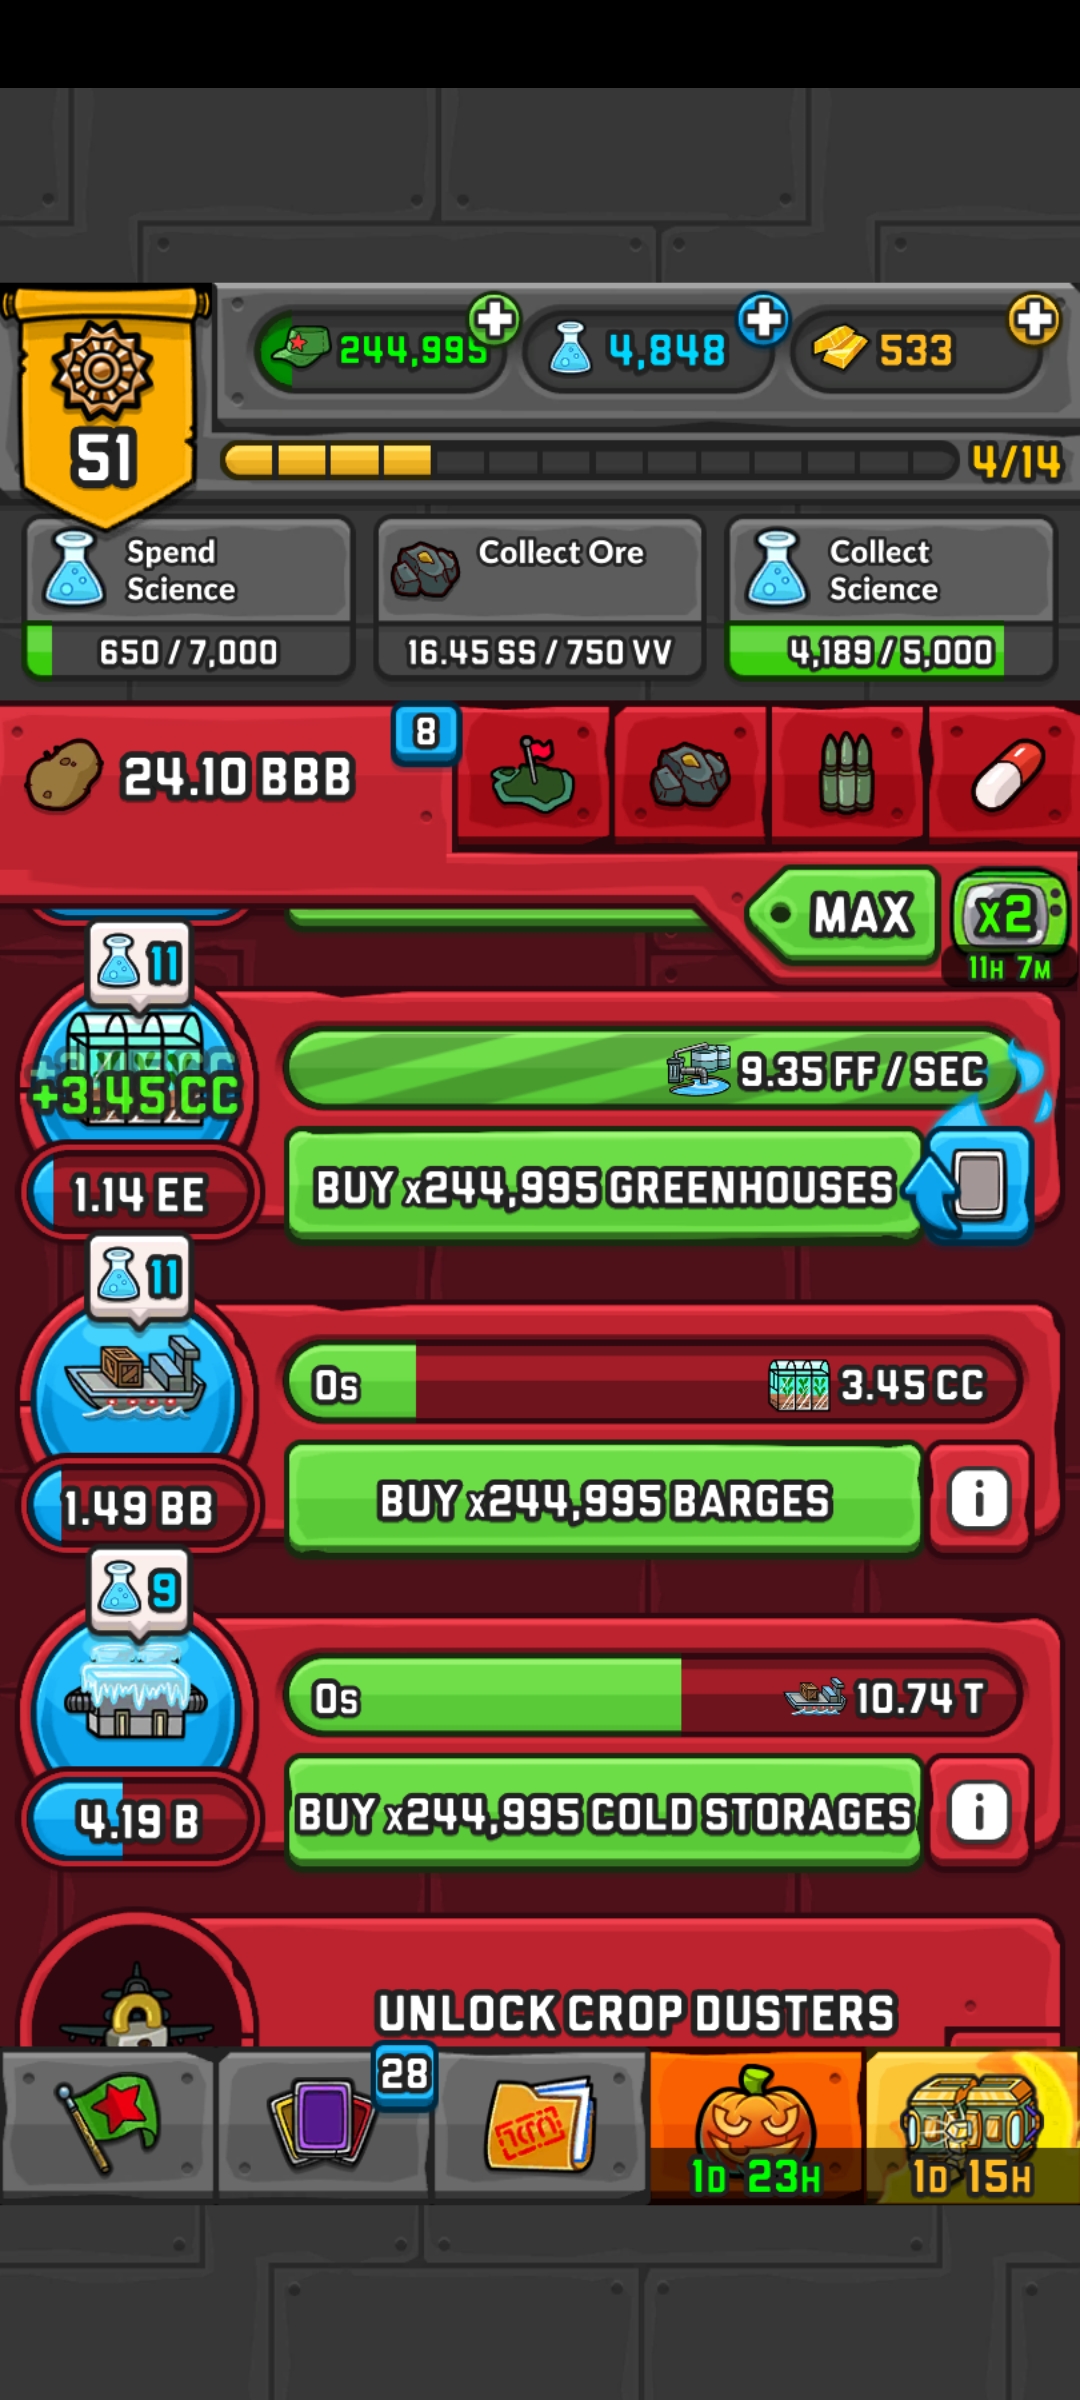 244,995
4,848
533
51
4/14
Spend
Science
650 / 7,000
Collect Ore
16.45 SS / 750 VV
Collect
Science
4,189 / 5,000
24.10 BBB
8
MAX
x2
11H 7M
11
+3.45 CC
9.35 FF / SEC
1.14 EE
BUY x244,995 GREENHOUSES
11
0s
3.45 CC
1.49 BB
BUY x244,995 BARGES
i
9
0s
10.74 T
4.19 B
BUY x244,995 COLD STORAGES
i
UNLOCK CROP DUSTERS
28
1D 23H
1D 15H